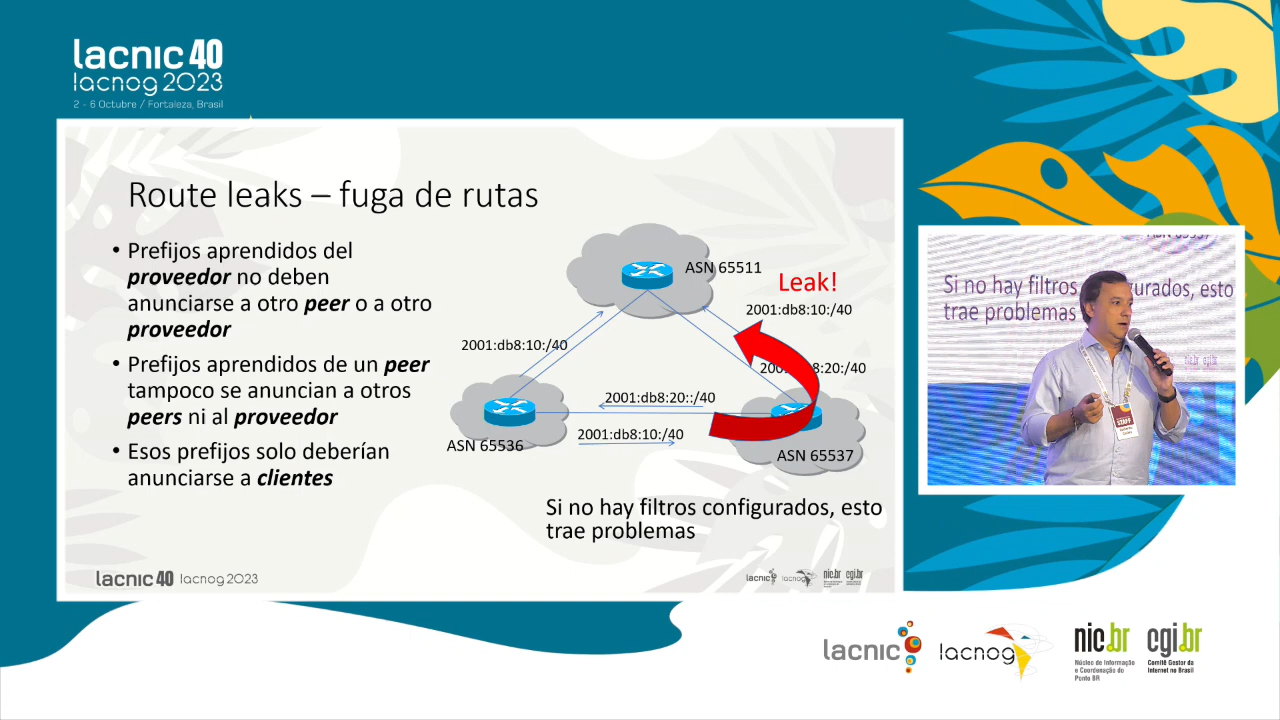 lacnic 40
lacnog 2023
2 - 6 Octubre / Fortaleza, Brasil
Route leaks – fuga de rutas
• Prefijos aprendidos del
proveedor no deben
anunciarse a otro peer o a otro
proveedor
• Prefijos aprendidos de un peer
tampoco se anuncian a otros
peers ni al proveedor
• Esos prefijos solo deberían
anunciarse a clientes
ASN 65511
Leak!
2001:db8:10:/40
2001:db8:10:/40
8:20:/40
2001:db8:20::/40
2001:db8:10:/40
ASN 65536
ASN 65537
Si no hay filtros configurados, esto
trae problemas
lacnic 40 lacnog 2023
lacnic lacnog nic.br cgi.br
ASN 65537
Si no hay filtros gurados, esto
trae problemas
STAFF
lacnic
lacnog
nic.br
Núcleo de Informação
e Coordenação do
Ponto BR
cgi.br
Comitê Gestor da
Internet no Brasil